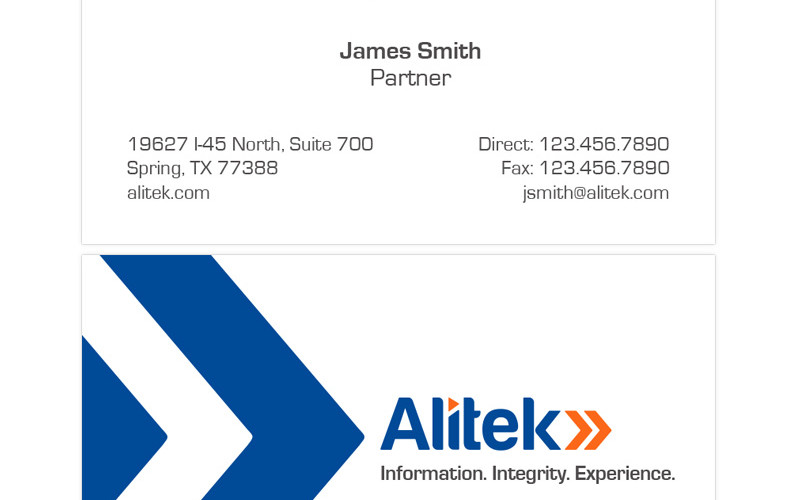 James Smith
Partner
19627 I-45 North, Suite 700
Spring, TX 77388
alitek.com
Direct: 123.456.7890
Fax: 123.456.7890
jsmith@alitek.com
Alitek
Information. Integrity. Experience.